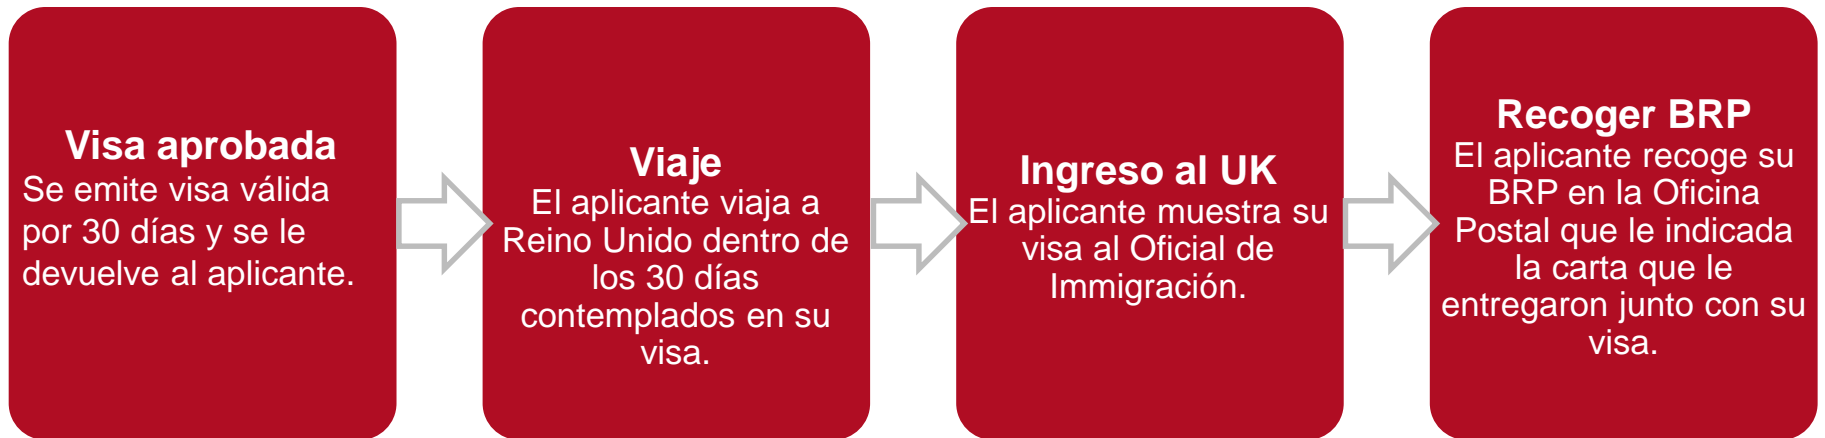 Visa aprobada
Se emite visa válida
por 30 días y se le
devuelve al aplicante.
Viaje
El aplicante viaja a
Reino Unido dentro de
los 30 días
contemplados en su
visa.
Ingreso al UK
El aplicante muestra su
visa al Oficial de
Immigración.
Recoger BRP
El aplicante recoge su
BRP en la Oficina
Postal que le indicada
la carta que le
entregaron junto con su
visa.